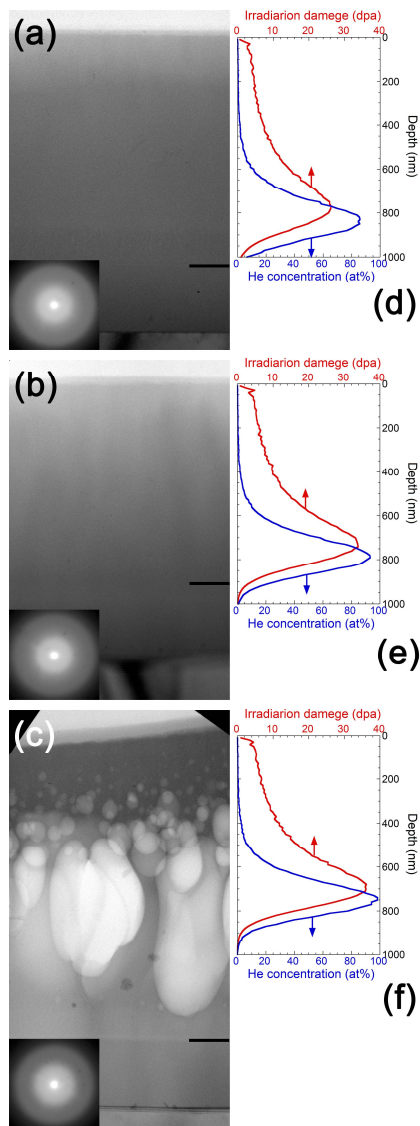 (a)
Irradiarion damege (dpa)
0 10 20 30 40
0
200
400
600
800
1000
Depth (nm)
0 20 40 60 80 100
He concentration (at%)
(d)
(b)
Irradiarion damege (dpa)
0 10 20 30 40
0
200
400
600
800
1000
Depth (nm)
0 20 40 60 80 100
He concentration (at%)
(e)
(c)
Irradiarion damege (dpa)
0 10 20 30 40
0
200
400
600
800
1000
Depth (nm)
0 20 40 60 80 100
He concentration (at%)
(f)